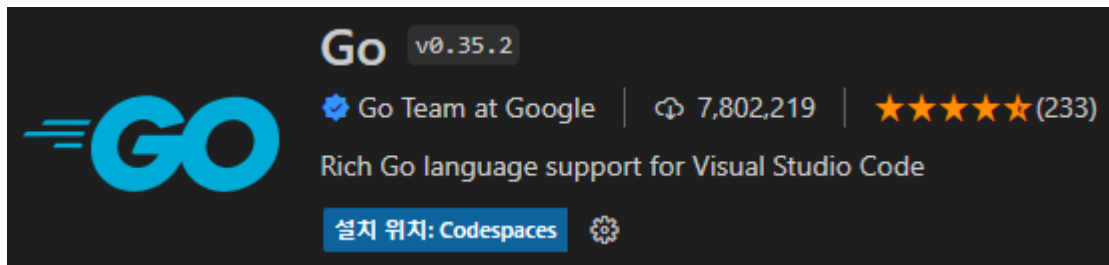 GO
Go v0.35.2
Go Team at Google 7,802,219 (233)
Rich Go language support for Visual Studio Code
설치 위치: Codespaces